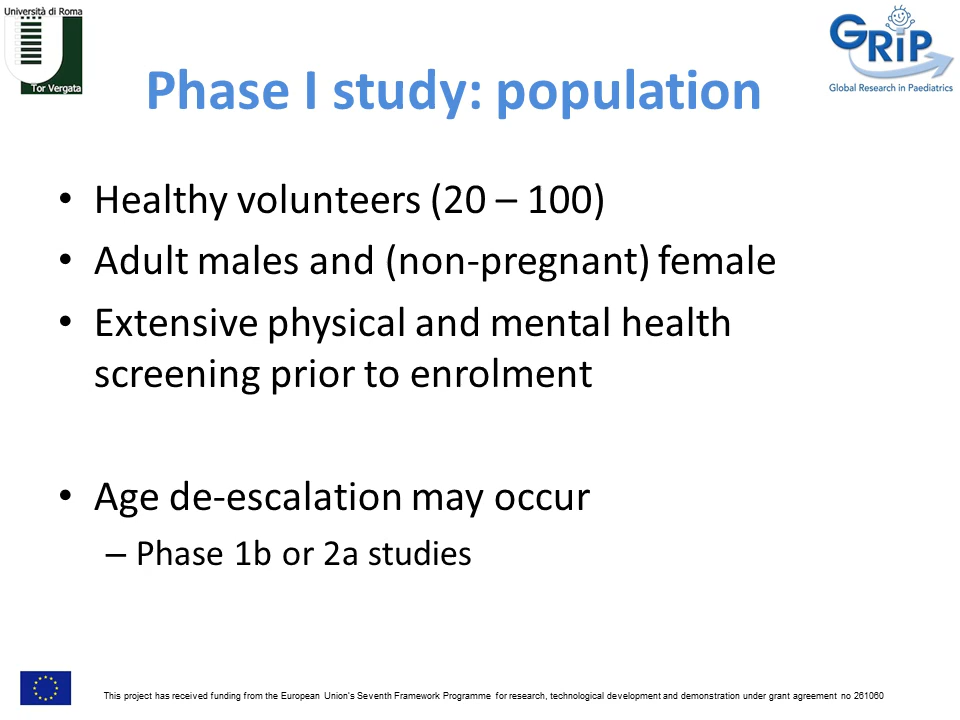 Università di Roma
Tor Vergata
GRiP
Global Research in Paediatrics
Phase I study: population
• Healthy volunteers (20 – 100)
• Adult males and (non-pregnant) female
• Extensive physical and mental health
screening prior to enrolment
• Age de-escalation may occur
– Phase 1b or 2a studies
This project has received funding from the European Union's Seventh Framework Programme for research, technological development and demonstration under grant agreement no 261060